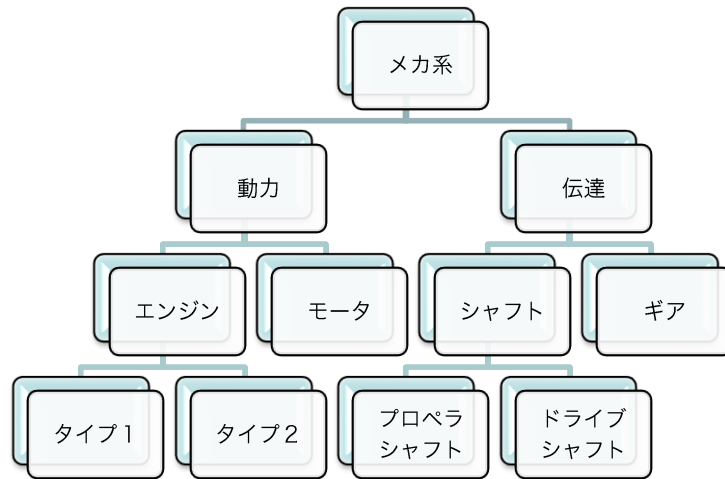 メカ系
動力
伝達
エンジン
モータ
シャフト
ギア
タイプ１
タイプ２
プロペラ
シャフト
ドライブ
シャフト